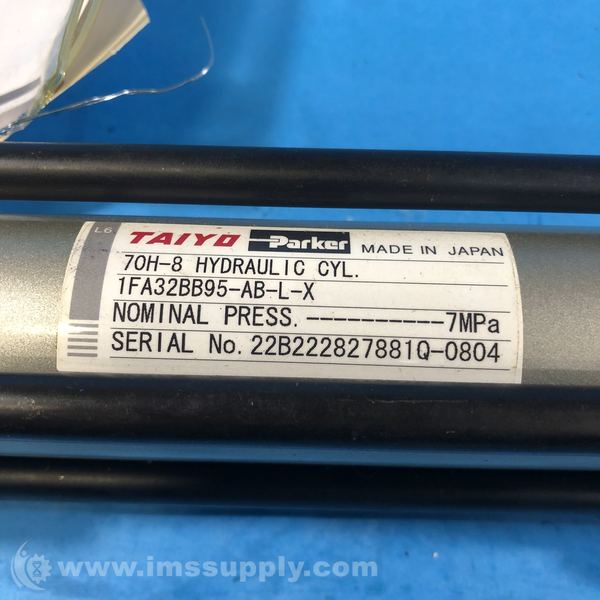 L6 TAIYO Parker MADE IN JAPAN
70H-8 HYDRAULIC CYL.
1FA32BB95-AB-L-X
NOMINAL PRESS.----------7MPa
SERIAL No. 22B222827881Q-0804
www.imssupply.com